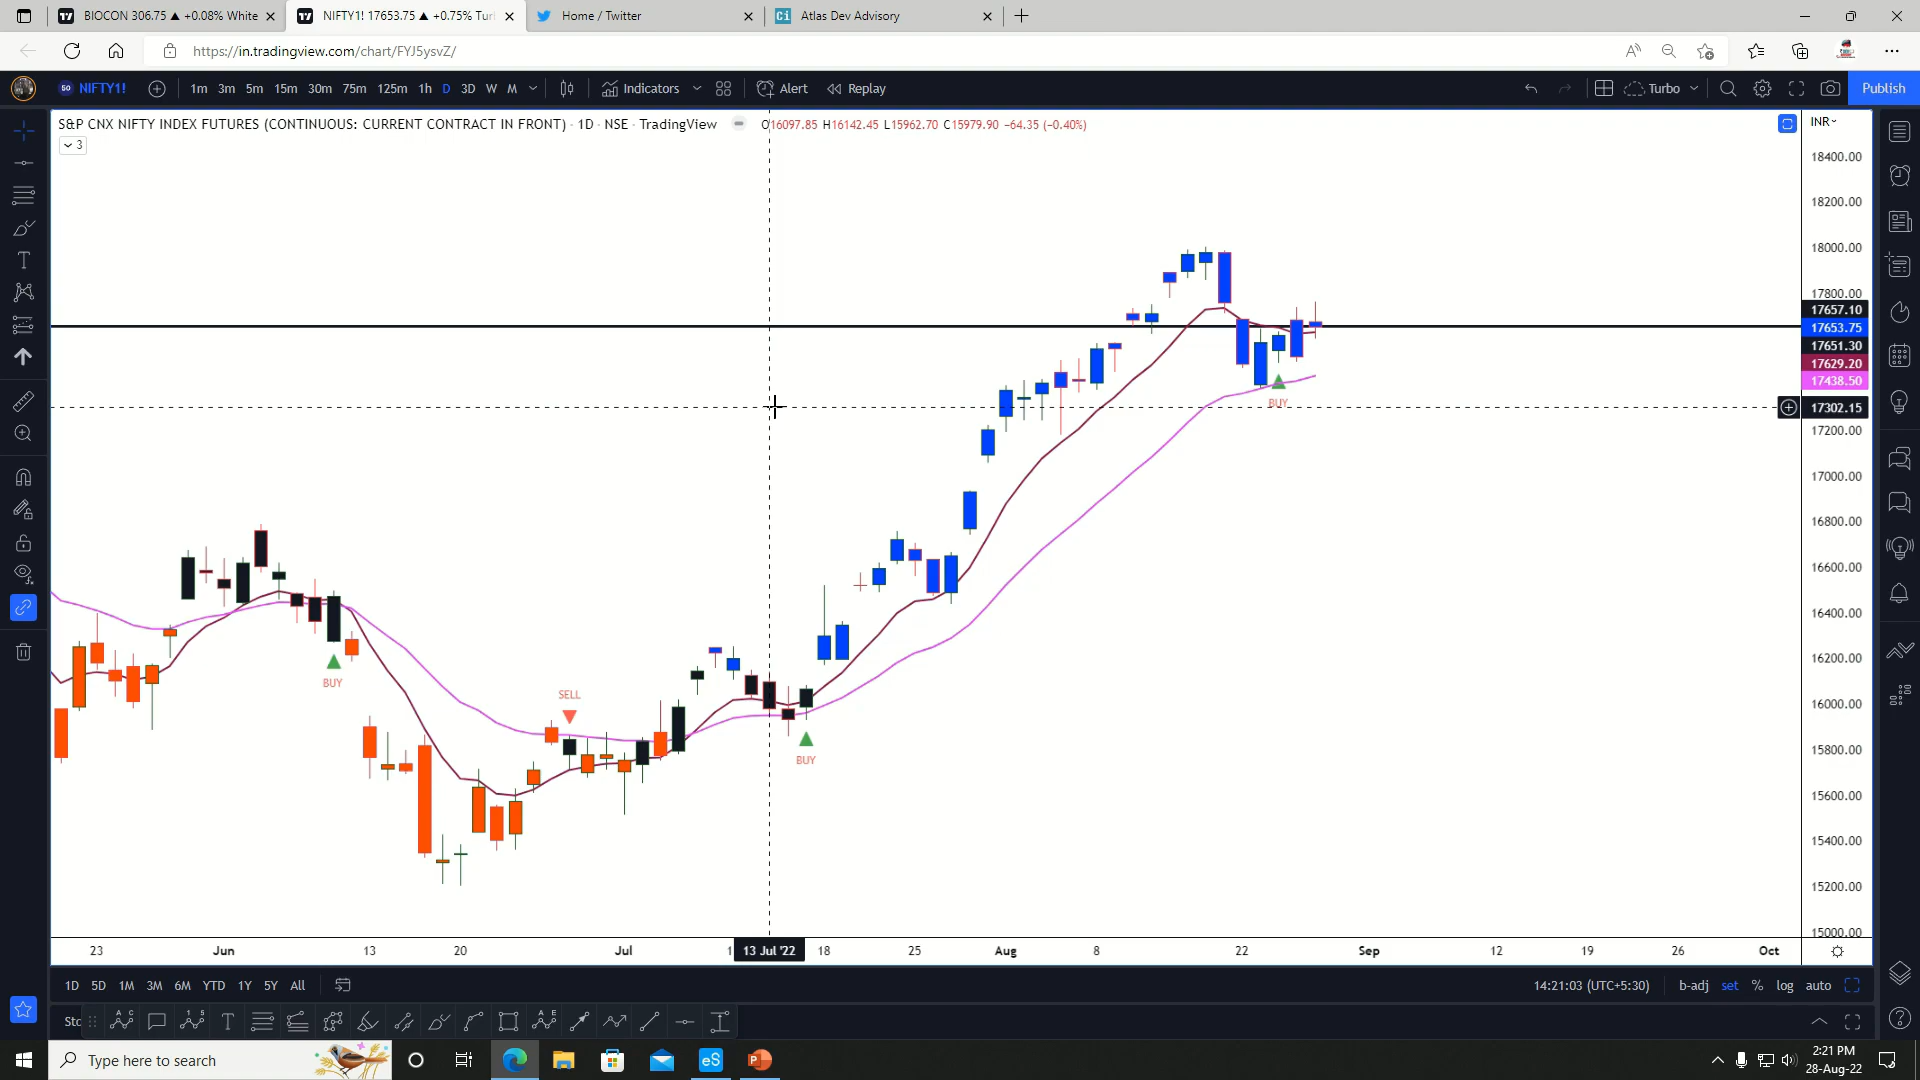 BIOCON 306.75 ▲ +0.08% White
NIFTY1! 17653.75 ▲ +0.75% Tur
Home / Twitter
Ci Atlas Dev Advisory
https://in.tradingview.com/chart/FYJ5ysvZ/
50 NIFTY1! 1m 3m 5m 15m 30m 75m 125m 1h D 3D W M Indicators Alert Replay Turbo Publish
S&P CNX NIFTY INDEX FUTURES (CONTINUOUS: CURRENT CONTRACT IN FRONT) · 1D · NSE · TradingView O16097.85 H16142.45 L15962.70 C15979.90 −64.35 (−0.40%)
INR
3
18400.00
18200.00
18000.00
17800.00
17657.10
17653.75
17651.30
17629.20
17438.50
BUY
17302.15
17200.00
17000.00
16800.00
16600.00
16400.00
16200.00
BUY
SELL
16000.00
15800.00
BUY
15600.00
15400.00
15200.00
15000.00
23 Jun 13 20 Jul 1 13 Jul '22 18 25 Aug 8 22 Sep 12 19 26 Oct
1D 5D 1M 3M 6M YTD 1Y 5Y All 14:21:03 (UTC+5:30) b-adj set % log auto
Stc
Type here to search
eS
2:21 PM
28-Aug-22